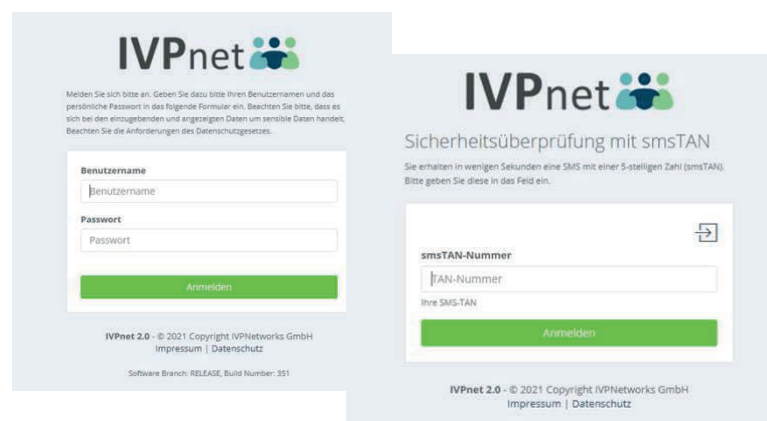 IVPnet
Melden Sie sich bitte an. Geben Sie dazu bitte Ihren Benutzernamen und das
persönliche Passwort in das folgende Formular ein. Beachten Sie bitte, dass es
sich bei den einzugebenden und angezeigten Daten um sensible Daten handelt.
Beachten Sie die Anforderungen des Datenschutzgesetzes.
Benutzername
Benutzername
Passwort
Passwort
Anmelden
IVPnet 2.0 - © 2021 Copyright IVPNetworks GmbH
Impressum | Datenschutz
Software Branch: RELEASE, Build Number: 351
IVPnet
Sicherheitsüberprüfung mit smsTAN
Sie erhalten in wenigen Sekunden eine SMS mit einer 5-stelligen Zahl (smsTAN).
Bitte geben Sie diese in das Feld ein.
smsTAN-Nummer
TAN-Nummer
Ihre SMS-TAN
Anmelden
IVPnet 2.0 - © 2021 Copyright IVPNetworks GmbH
Impressum | Datenschutz